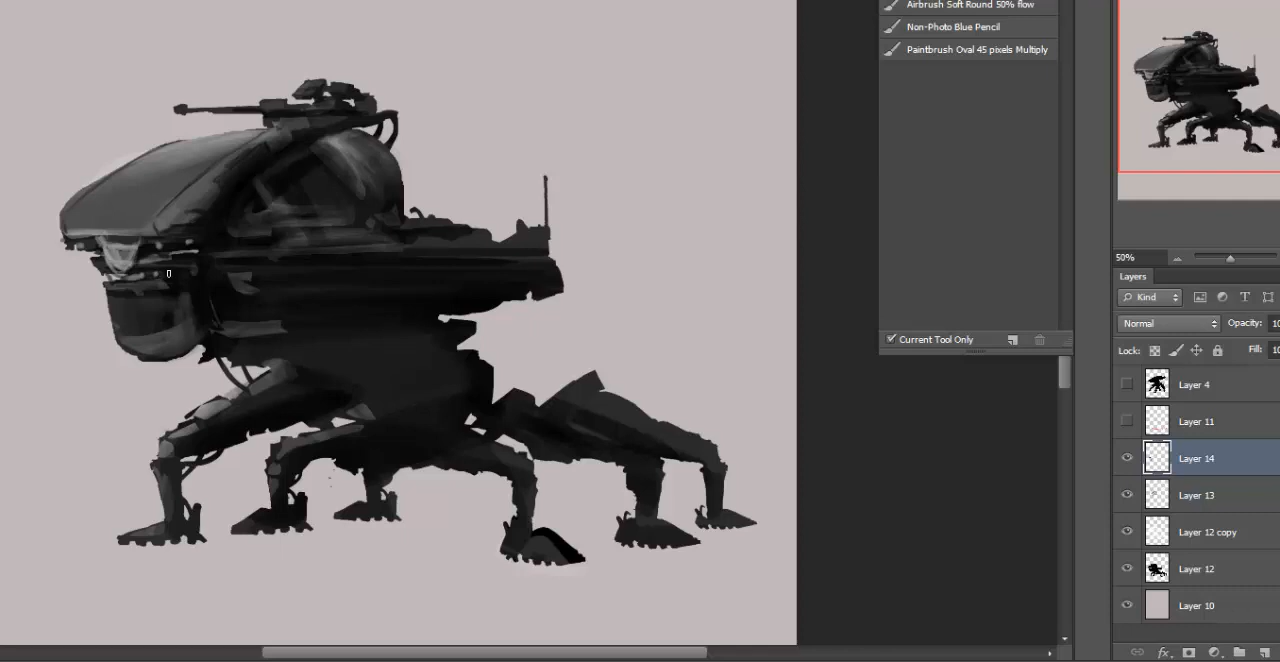 Airbrush Soft Round 50% flow
Non-Photo Blue Pencil
Paintbrush Oval 45 pixels Multiply
Current Tool Only
50%
Layers
Kind
Normal
Opacity:
Lock:
Fill:
Layer 4
Layer 11
Layer 14
Layer 13
Layer 12 copy
Layer 12
Layer 10
fx